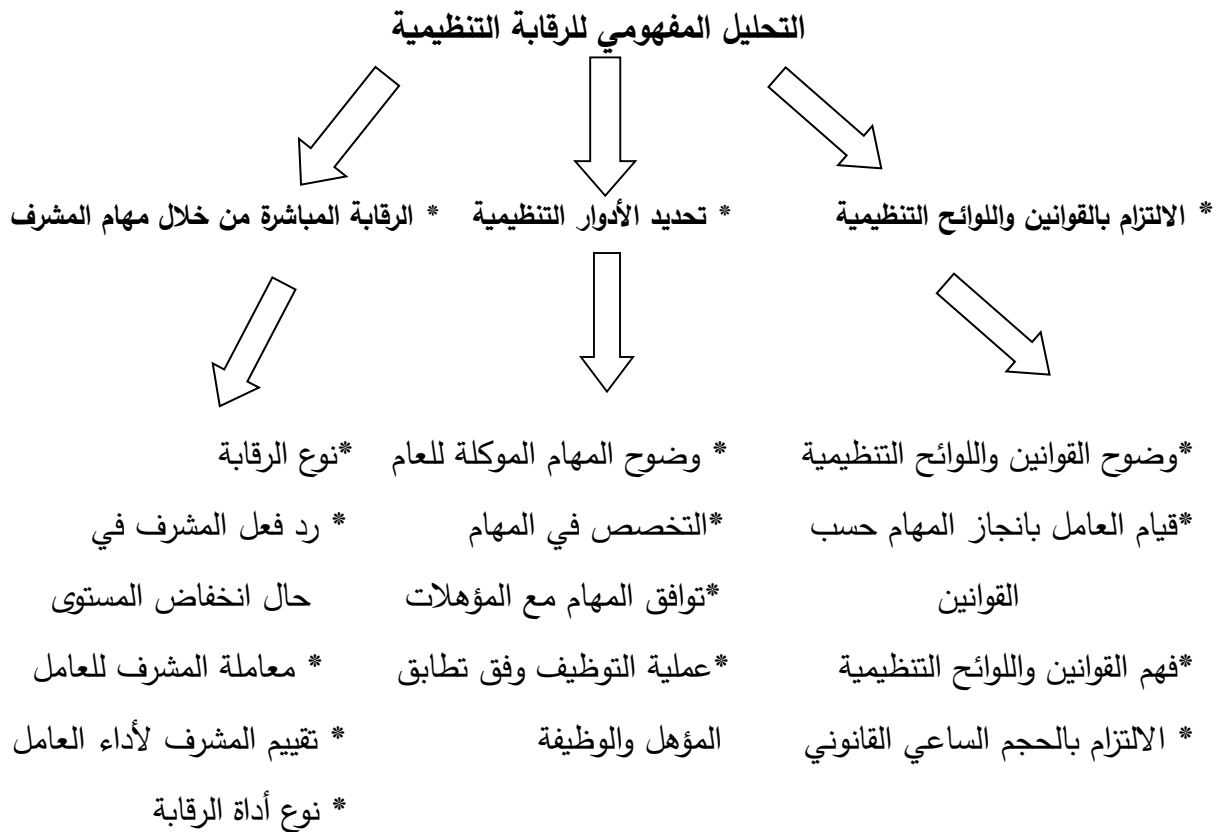 التحليل المفهومي للرقابة التنظيمية
* الالتزام بالقوانين واللوائح التنظيمية
* تحديد الأدوار التنظيمية
* الرقابة المباشرة من خلال مهام المشرف
*وضوح القوانين واللوائح التنظيمية
*قيام العامل بانجاز المهام حسب
القوانين
*فهم القوانين واللوائح التنظيمية
* الالتزام بالحجم الساعي القانوني
* وضوح المهام الموكلة للعام
*التخصص في المهام
*توافق المهام مع المؤهلات
*عملية التوظيف وفق تطابق
المؤهل والوظيفة
*نوع الرقابة
* رد فعل المشرف في
حال انخفاض المستوى
* معاملة المشرف للعامل
* تقييم المشرف لأداء العامل
* نوع أداة الرقابة